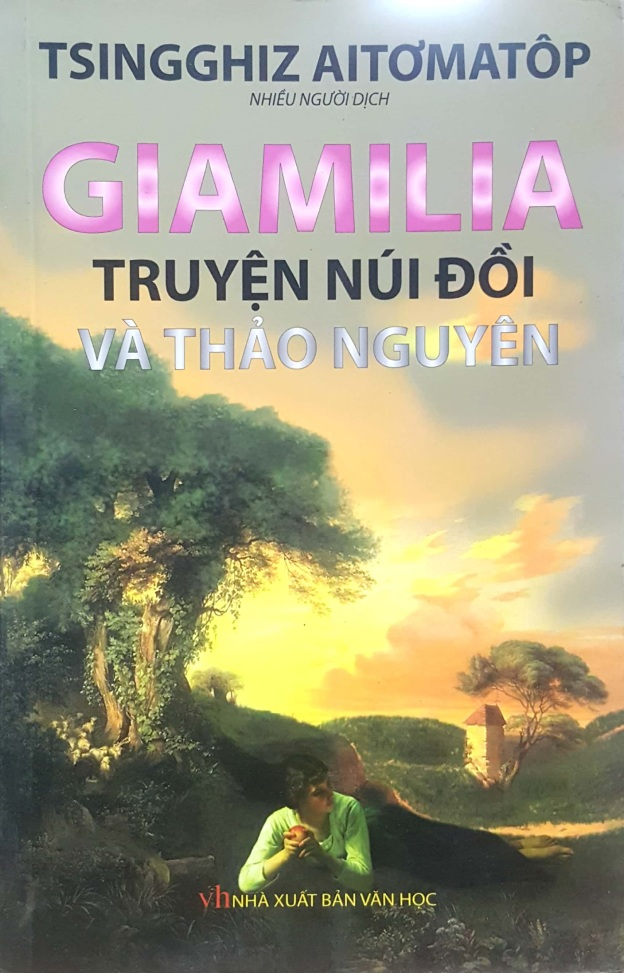 TSINGGHIZ AITƠMATÔP
NHIỀU NGƯỜI DỊCH
GIAMILIA
TRUYỆN NÚI ĐỒI
VÀ THẢO NGUYÊN
vh NHÀ XUẤT BẢN VĂN HỌC